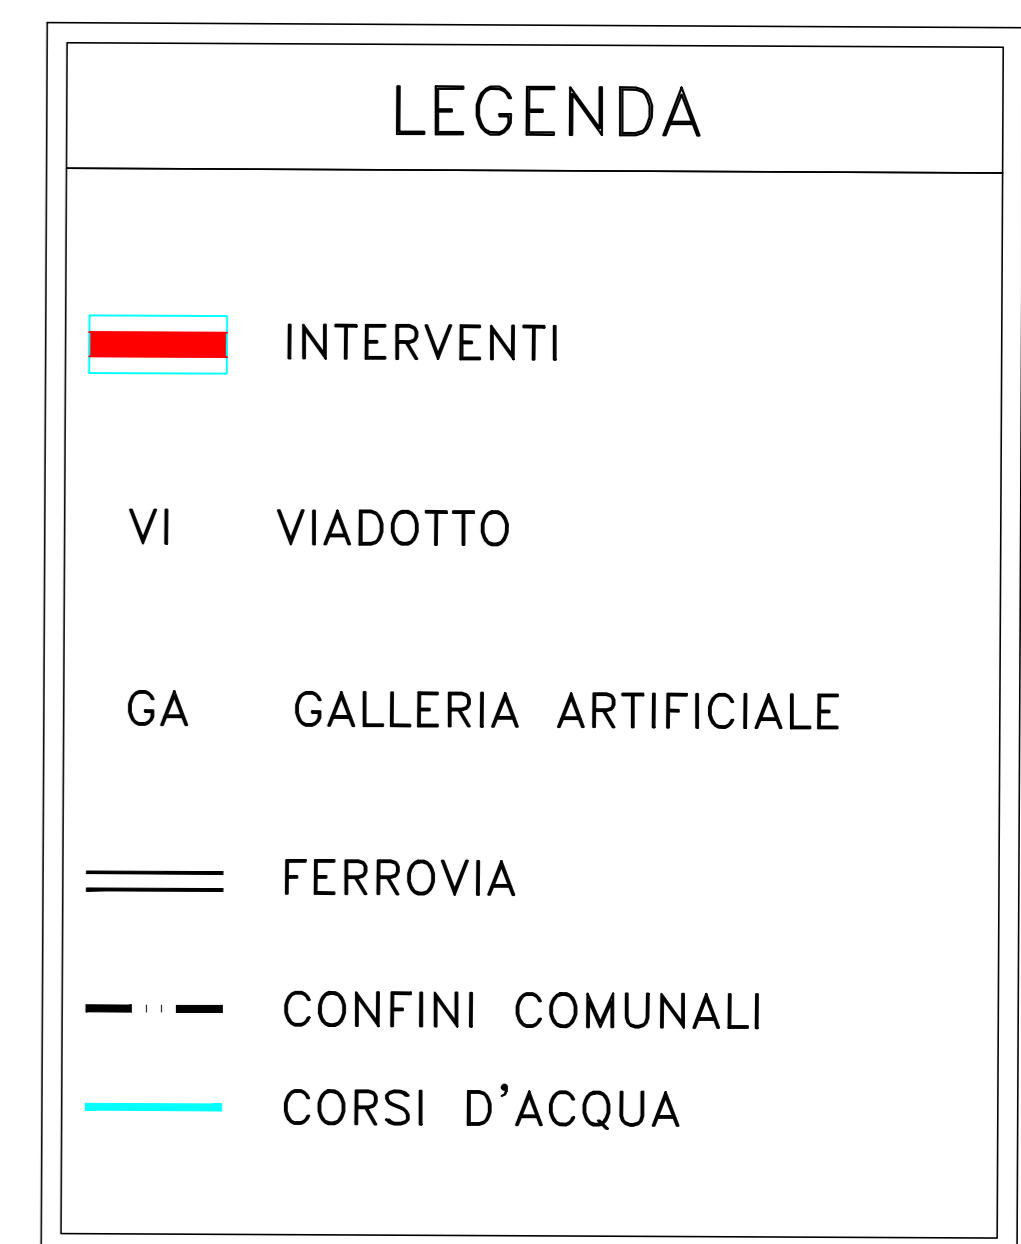 LEGENDA
INTERVENTI
VI VIADOTTO
GA GALLERIA ARTIFICIALE
FERROVIA
CONFINI COMUNALI
CORSI D'ACQUA